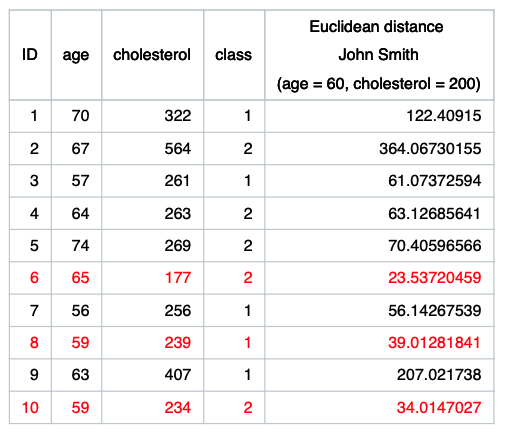 ID age cholesterol class Euclidean distance
John Smith
(age = 60, cholesterol = 200)
1 70 322 1 122.40915
2 67 564 2 364.06730155
3 57 261 1 61.07372594
4 64 263 2 63.12685641
5 74 269 2 70.40596566
6 65 177 2 23.53720459
7 56 256 1 56.14267539
8 59 239 1 39.01281841
9 63 407 1 207.021738
10 59 234 2 34.0147027